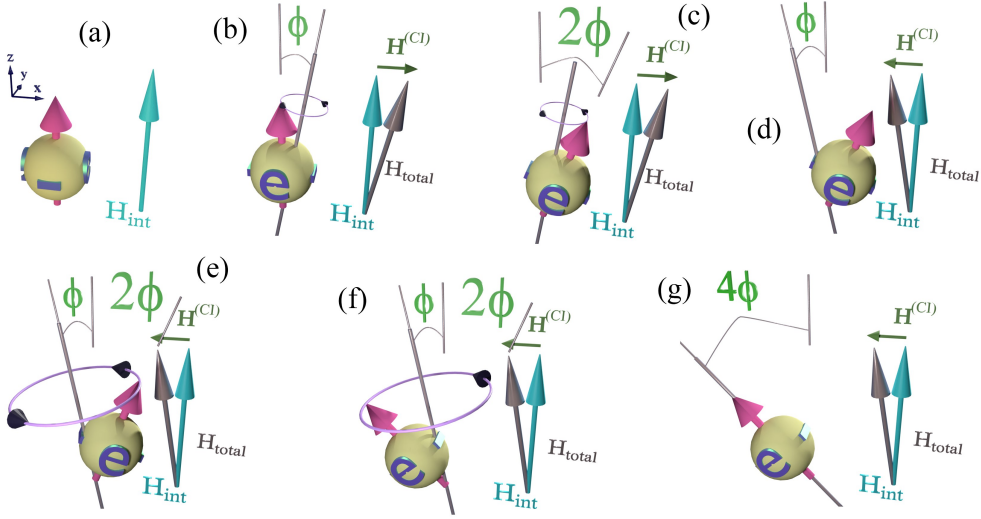 (a)
z
y
x
H_int
(b)
ϕ
H^(CI)
e
H_total
H_int
(c)
2ϕ
H^(CI)
e
H_total
H_int
(d)
ϕ
H^(CI)
e
H_total
H_int
(e)
ϕ 2ϕ
H^(CI)
e
H_total
H_int
(f)
ϕ 2ϕ
H^(CI)
e
H_total
H_int
(g)
4ϕ
H^(CI)
e
H_total
H_int